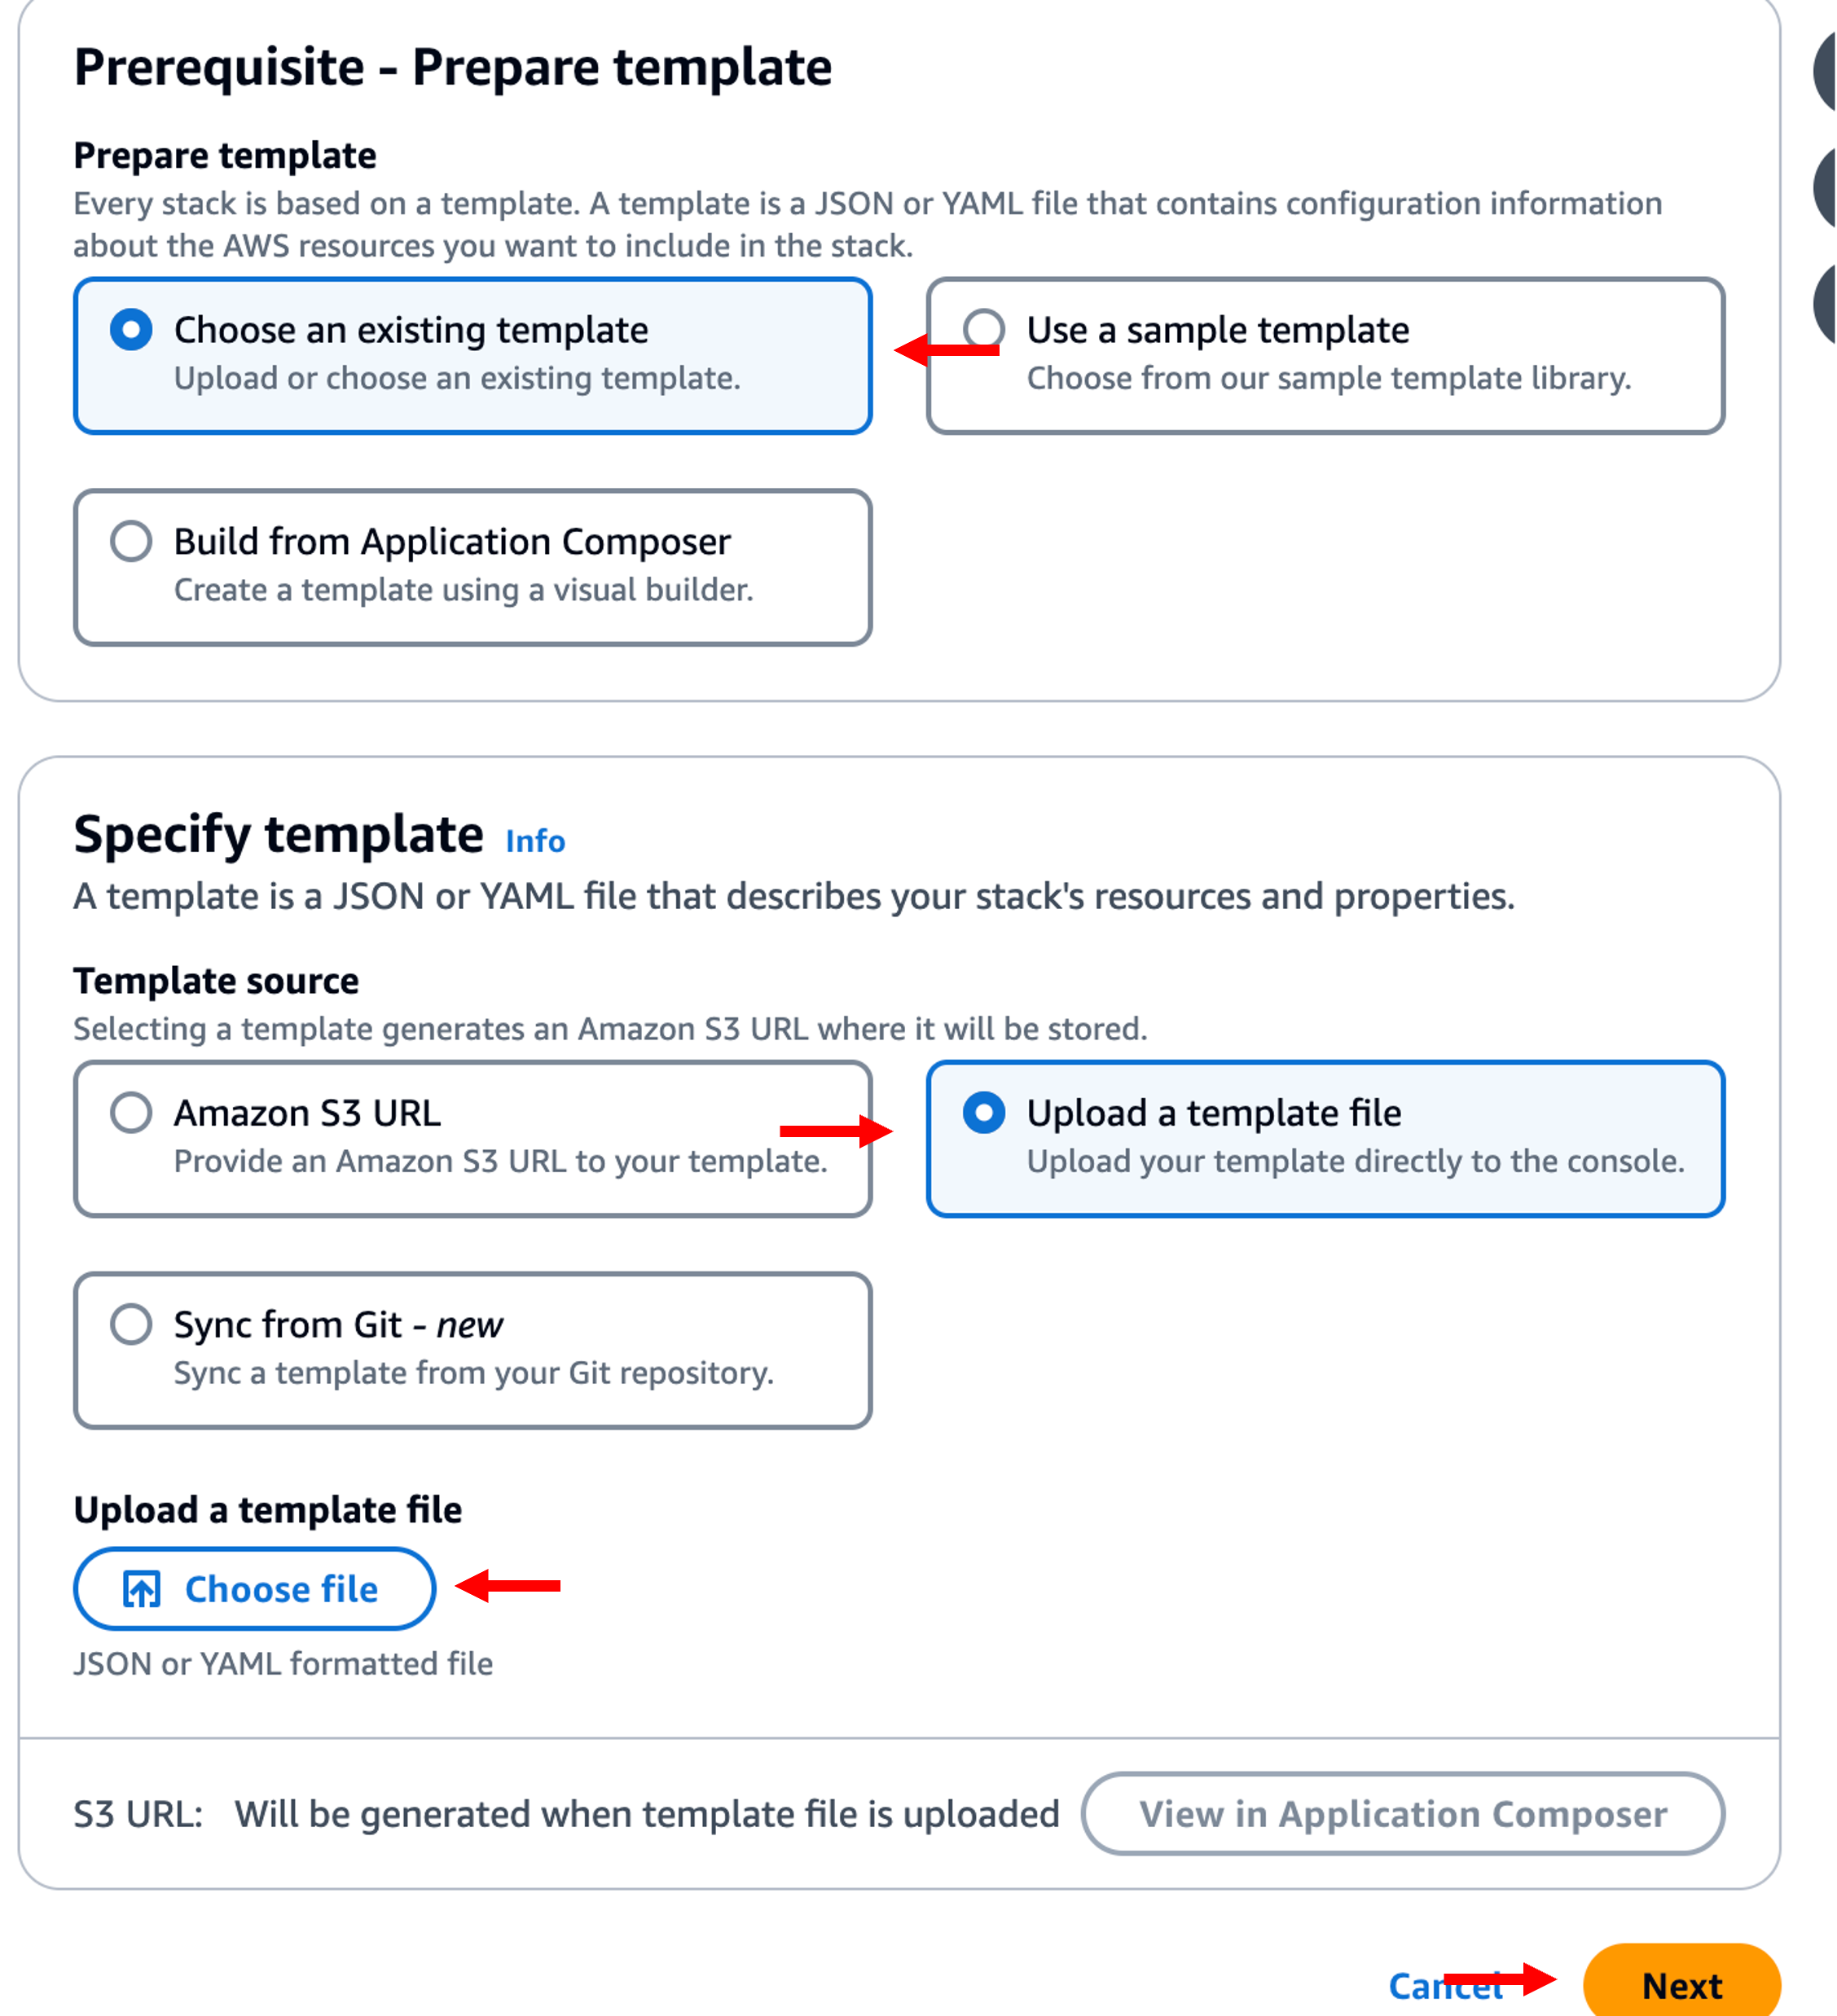 Prerequisite - Prepare template
Prepare template
Every stack is based on a template. A template is a JSON or YAML file that contains configuration information
about the AWS resources you want to include in the stack.
Choose an existing template
Upload or choose an existing template.
Use a sample template
Choose from our sample template library.
Build from Application Composer
Create a template using a visual builder.
Specify template Info
A template is a JSON or YAML file that describes your stack's resources and properties.
Template source
Selecting a template generates an Amazon S3 URL where it will be stored.
Amazon S3 URL
Provide an Amazon S3 URL to your template.
Upload a template file
Upload your template directly to the console.
Sync from Git - new
Sync a template from your Git repository.
Upload a template file
Choose file
JSON or YAML formatted file
S3 URL: Will be generated when template file is uploaded
View in Application Composer
Cancel
Next